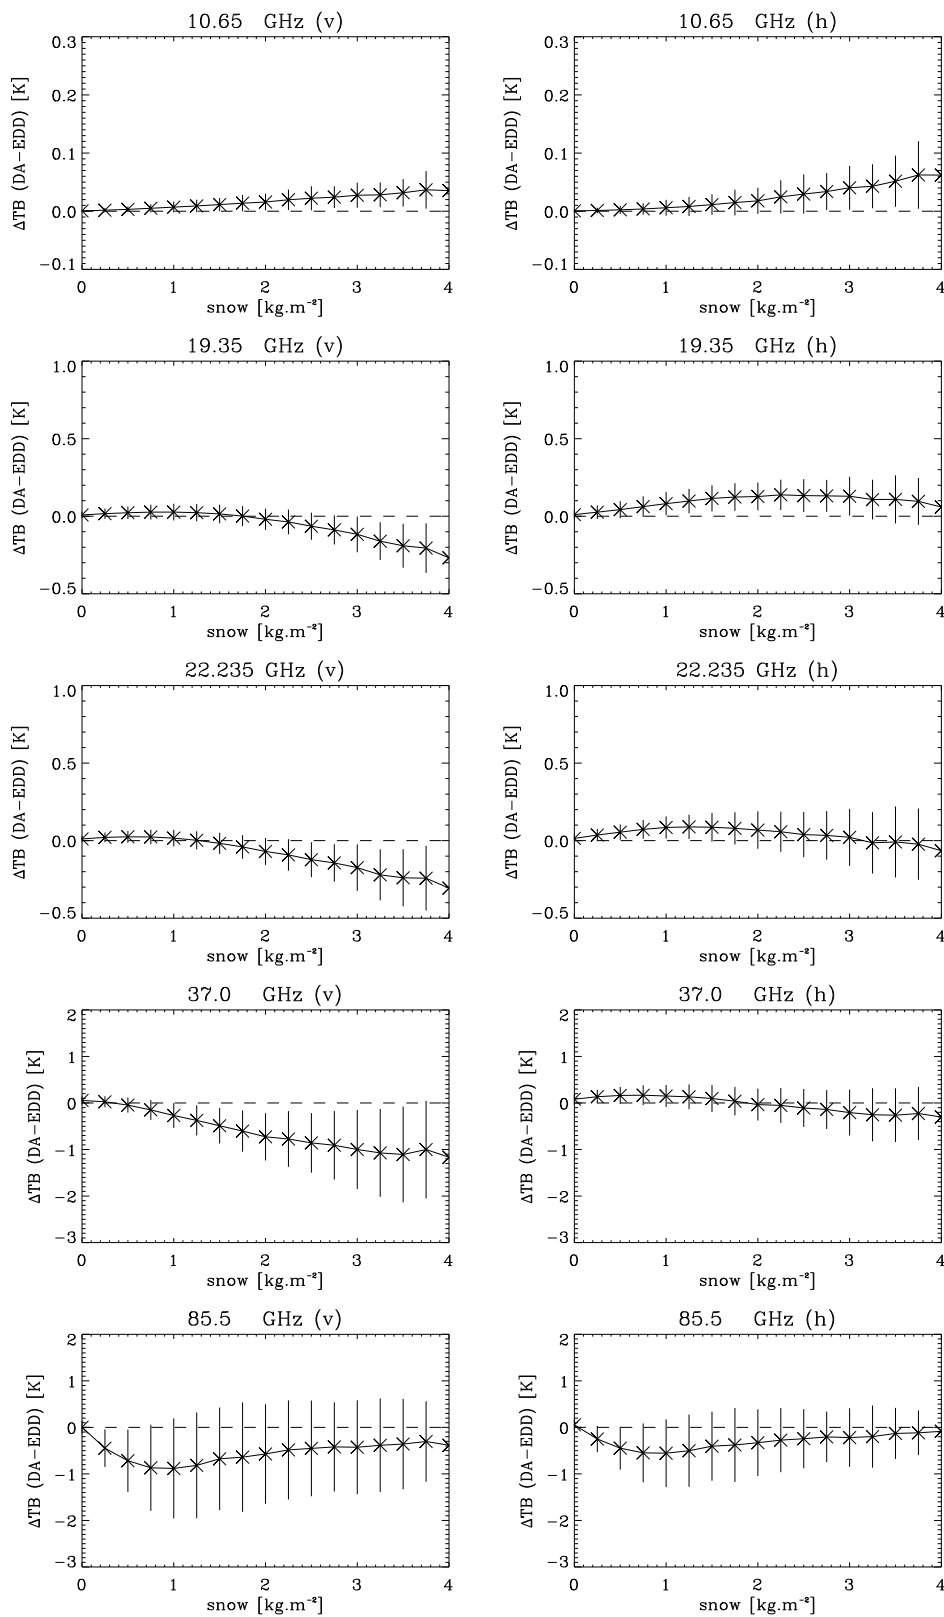 10.65 GHz (v)
0.3
0.2
0.1
0.0
-0.1
ΔTB (DA-EDD) [K]
0 1 2 3 4
snow [kg.m⁻²]
10.65 GHz (h)
0.3
0.2
0.1
0.0
-0.1
ΔTB (DA-EDD) [K]
0 1 2 3 4
snow [kg.m⁻²]
19.35 GHz (v)
1.0
0.5
0.0
-0.5
ΔTB (DA-EDD) [K]
0 1 2 3 4
snow [kg.m⁻²]
19.35 GHz (h)
1.0
0.5
0.0
-0.5
ΔTB (DA-EDD) [K]
0 1 2 3 4
snow [kg.m⁻²]
22.235 GHz (v)
1.0
0.5
0.0
-0.5
ΔTB (DA-EDD) [K]
0 1 2 3 4
snow [kg.m⁻²]
22.235 GHz (h)
1.0
0.5
0.0
-0.5
ΔTB (DA-EDD) [K]
0 1 2 3 4
snow [kg.m⁻²]
37.0 GHz (v)
2
1
0
-1
-2
-3
ΔTB (DA-EDD) [K]
0 1 2 3 4
snow [kg.m⁻²]
37.0 GHz (h)
2
1
0
-1
-2
-3
ΔTB (DA-EDD) [K]
0 1 2 3 4
snow [kg.m⁻²]
85.5 GHz (v)
2
1
0
-1
-2
-3
ΔTB (DA-EDD) [K]
0 1 2 3 4
snow [kg.m⁻²]
85.5 GHz (h)
2
1
0
-1
-2
-3
ΔTB (DA-EDD) [K]
0 1 2 3 4
snow [kg.m⁻²]